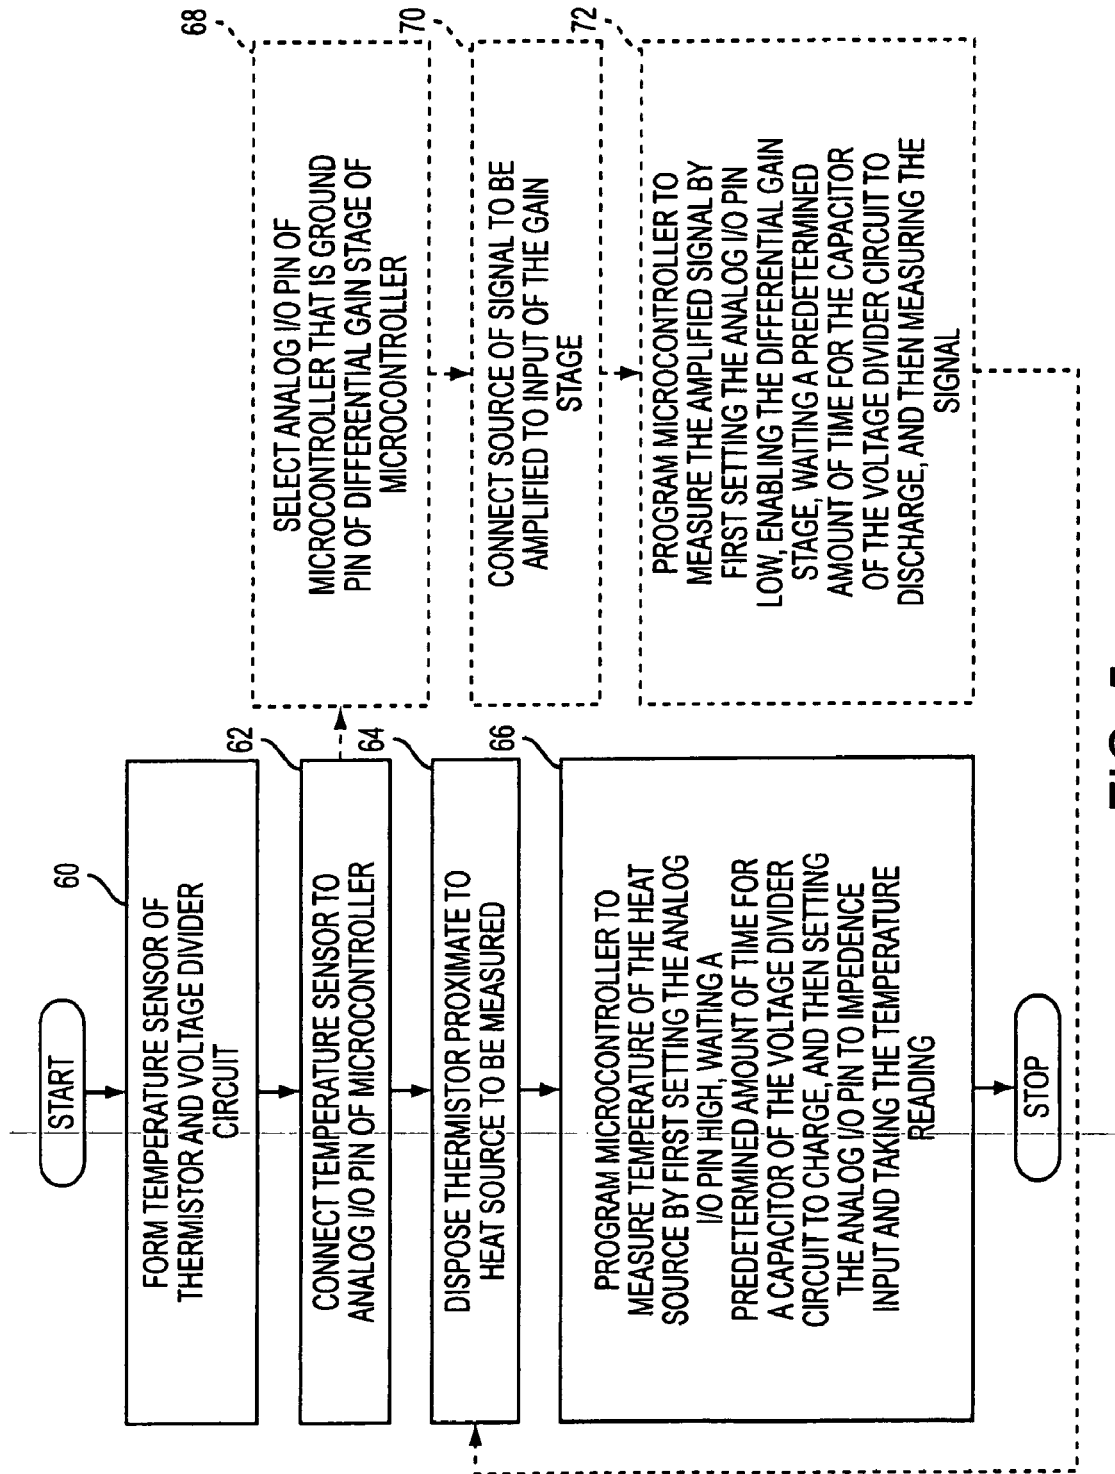 START
60
FORM TEMPERATURE SENSOR OF
THERMISTOR AND VOLTAGE DIVIDER
CIRCUIT
62
CONNECT TEMPERATURE SENSOR TO
ANALOG I/O PIN OF MICROCONTROLLER
64
DISPOSE THERMISTOR PROXIMATE TO
HEAT SOURCE TO BE MEASURED
66
PROGRAM MICROCONTROLLER TO
MEASURE TEMPERATURE OF THE HEAT
SOURCE BY FIRST SETTING THE ANALOG
I/O PIN HIGH, WAITING A
PREDETERMINED AMOUNT OF TIME FOR
A CAPACITOR OF THE VOLTAGE DIVIDER
CIRCUIT TO CHARGE, AND THEN SETTING
THE ANALOG I/O PIN TO IMPEDENCE
INPUT AND TAKING THE TEMPERATURE
READING
STOP
68
SELECT ANALOG I/O PIN OF
MICROCONTROLLER THAT IS GROUND
PIN OF DIFFERENTIAL GAIN STAGE OF
MICROCONTROLLER
70
CONNECT SOURCE OF SIGNAL TO BE
AMPLIFIED TO INPUT OF THE GAIN
STAGE
72
PROGRAM MICROCONTROLLER TO
MEASURE THE AMPLIFIED SIGNAL BY
FIRST SETTING THE ANALOG I/O PIN
LOW, ENABLING THE DIFFERENTIAL GAIN
STAGE, WAITING A PREDETERMINED
AMOUNT OF TIME FOR THE CAPACITOR
OF THE VOLTAGE DIVIDER CIRCUIT TO
DISCHARGE, AND THEN MEASURING THE
SIGNAL